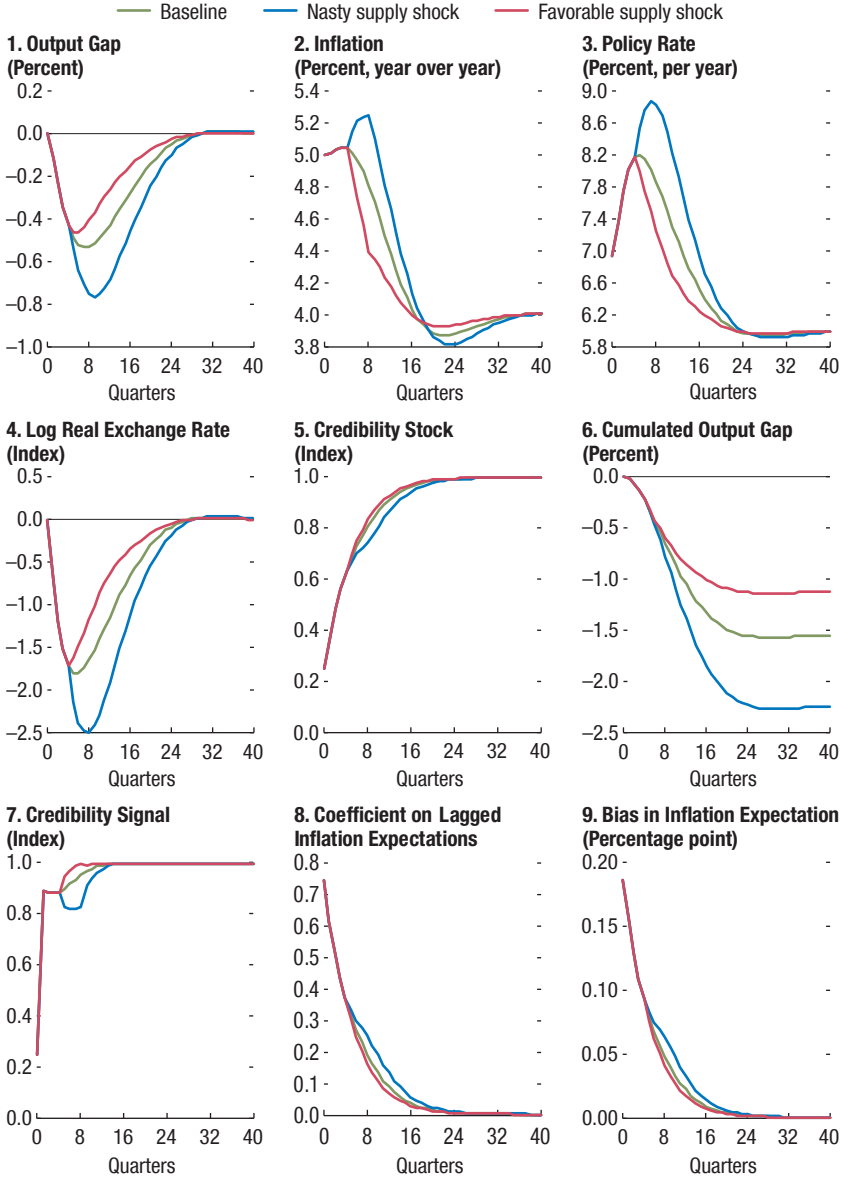 Baseline Nasty supply shock Favorable supply shock
1. Output Gap
(Percent)
0.2
0.0
–0.2
–0.4
–0.6
–0.8
–1.0
0 8 16 24 32 40
Quarters
2. Inflation
(Percent, year over year)
5.4
5.2
5.0
4.8
4.6
4.4
4.2
4.0
3.8
0 8 16 24 32 40
Quarters
3. Policy Rate
(Percent, per year)
9.0
8.6
8.2
7.8
7.4
7.0
6.6
6.2
5.8
0 8 16 24 32 40
Quarters
4. Log Real Exchange Rate
(Index)
0.5
0.0
–0.5
–1.0
–1.5
–2.0
–2.5
0 8 16 24 32 40
Quarters
5. Credibility Stock
(Index)
1.0
0.8
0.6
0.4
0.2
0.0
0 8 16 24 32 40
Quarters
6. Cumulated Output Gap
(Percent)
0.0
–0.5
–1.0
–1.5
–2.0
–2.5
0 8 16 24 32 40
Quarters
7. Credibility Signal
(Index)
1.0
0.8
0.6
0.4
0.2
0.0
0 8 16 24 32 40
Quarters
8. Coefficient on Lagged
Inflation Expectations
0.8
0.7
0.6
0.5
0.4
0.3
0.2
0.1
0.0
0 8 16 24 32 40
Quarters
9. Bias in Inflation Expectation
(Percentage point)
0.20
0.15
0.10
0.05
0.00
0 8 16 24 32 40
Quarters